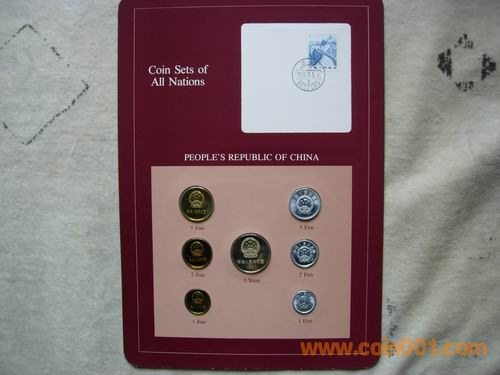 Coin Sets of
All Nations
PEOPLE'S REPUBLIC OF CHINA
5 Jiao
5 Fen
2 Jiao
1 Yuan
2 Fen
1 Jiao
1 Fen
www.coin001.com